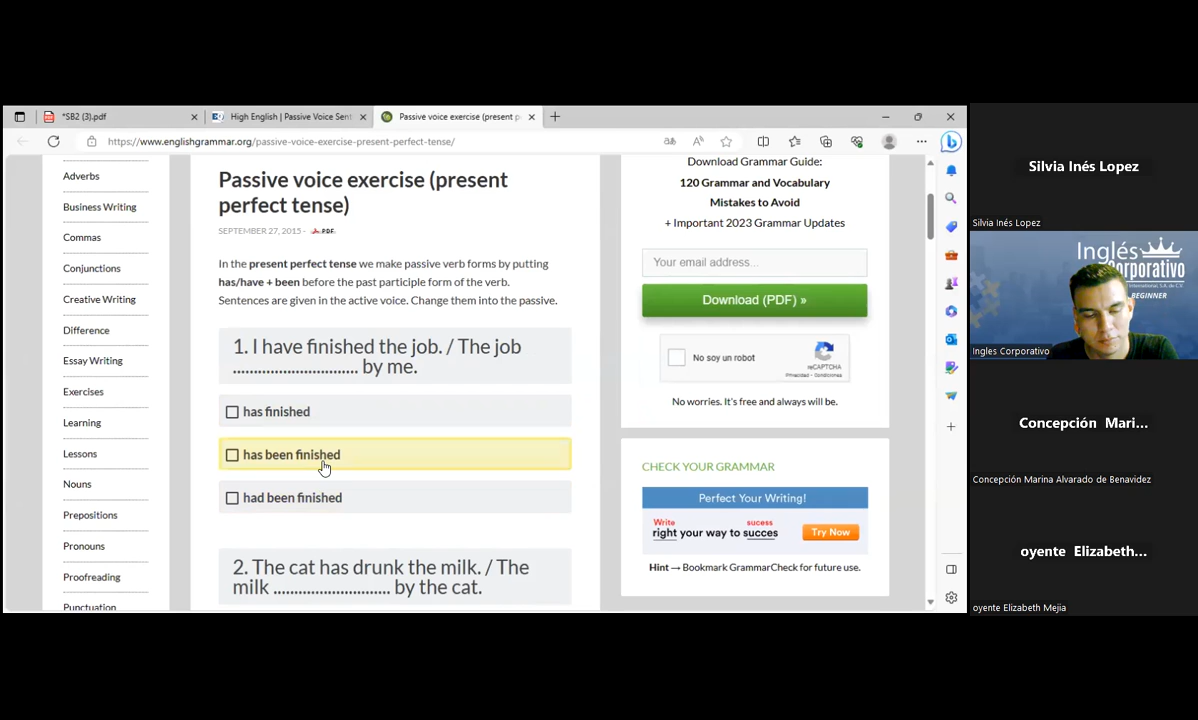 *SB2 (3).pdf
High English | Passive Voice Sent
Passive voice exercise (present p
https://www.englishgrammar.org/passive-voice-exercise-present-perfect-tense/
Adverbs
Business Writing
Commas
Conjunctions
Creative Writing
Difference
Essay Writing
Exercises
Learning
Lessons
Nouns
Prepositions
Pronouns
Proofreading
Punctuation
Passive voice exercise (present
perfect tense)
SEPTEMBER 27, 2015 - PDF
In the present perfect tense we make passive verb forms by putting
has/have + been before the past participle form of the verb.
Sentences are given in the active voice. Change them into the passive.
1. I have finished the job. / The job
.............................. by me.
has finished
has been finished
had been finished
2. The cat has drunk the milk. / The
milk ............................ by the cat.
Download Grammar Guide:
120 Grammar and Vocabulary
Mistakes to Avoid
+ Important 2023 Grammar Updates
Your email address...
Download (PDF) »
No soy un robot
reCAPTCHA
Privacidad - Condiciones
No worries. It's free and always will be.
CHECK YOUR GRAMMAR
Perfect Your Writing!
Write sucess
right your way to succes
Try Now
Hint → Bookmark GrammarCheck for future use.
Silvia Inés Lopez
Silvia Inés Lopez
Inglés
Corporativo
International, S.A. de C.V.
BEGINNER
Ingles Corporativo
Concepción Mari...
Concepción Marina Alvarado de Benavidez
oyente Elizabeth...
oyente Elizabeth Mejia